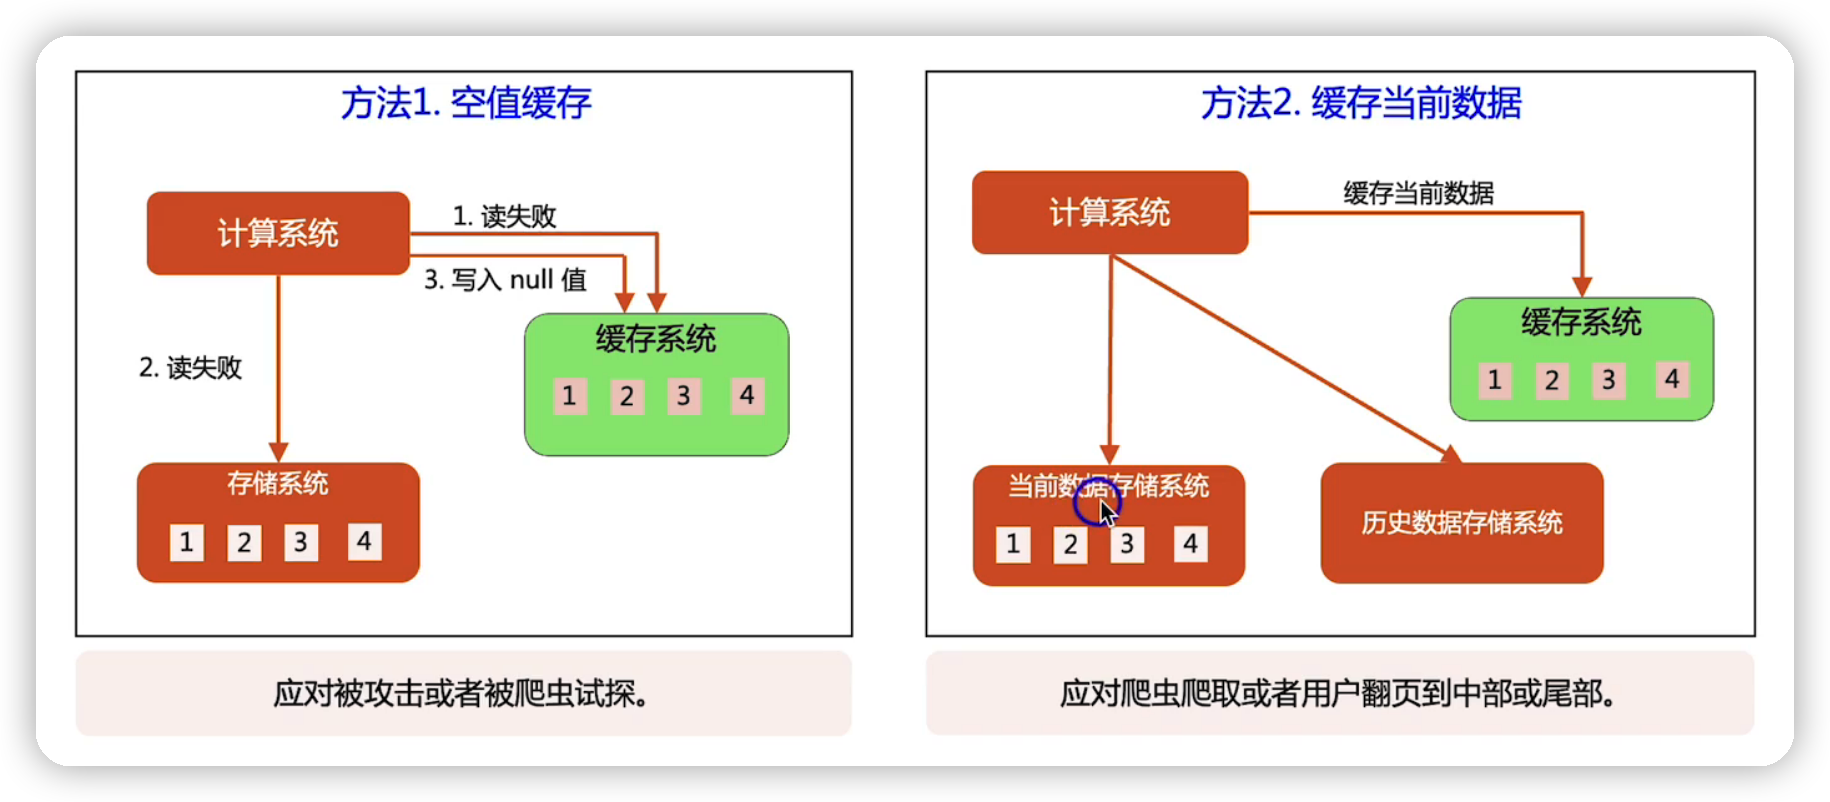 方法1. 空值缓存
计算系统
1. 读失败
3. 写入 null 值
缓存系统
1 2 3 4
2. 读失败
存储系统
1 2 3 4
应对被攻击或者被爬虫试探。
方法2. 缓存当前数据
计算系统
缓存当前数据
缓存系统
1 2 3 4
当前数据存储系统
1 2 3 4
历史数据存储系统
应对爬虫爬取或者用户翻页到中部或尾部。